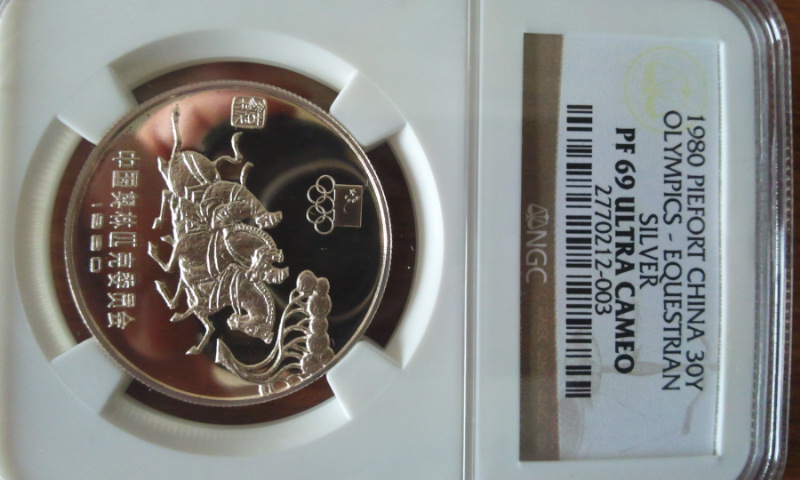 1980 PIEFORT CHINA 30Y
OLYMPICS - EQUESTRIAN
SILVER
PF 69 ULTRA CAMEO
2770212-003
NGC
中国奥林匹克委员会
1980